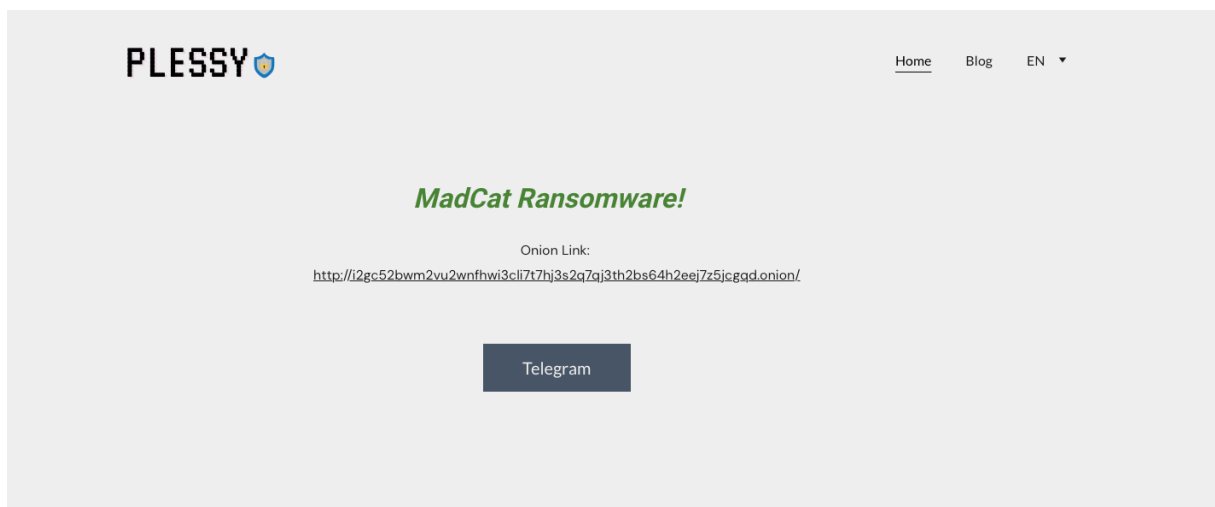 PLESSY
Home Blog EN
MadCat Ransomware!
Onion Link:
http://i2gc52bwm2vu2wnfhwi3cli7t7hj3s2q7qj3th2bs64h2eej7z5jcgqd.onion/
Telegram